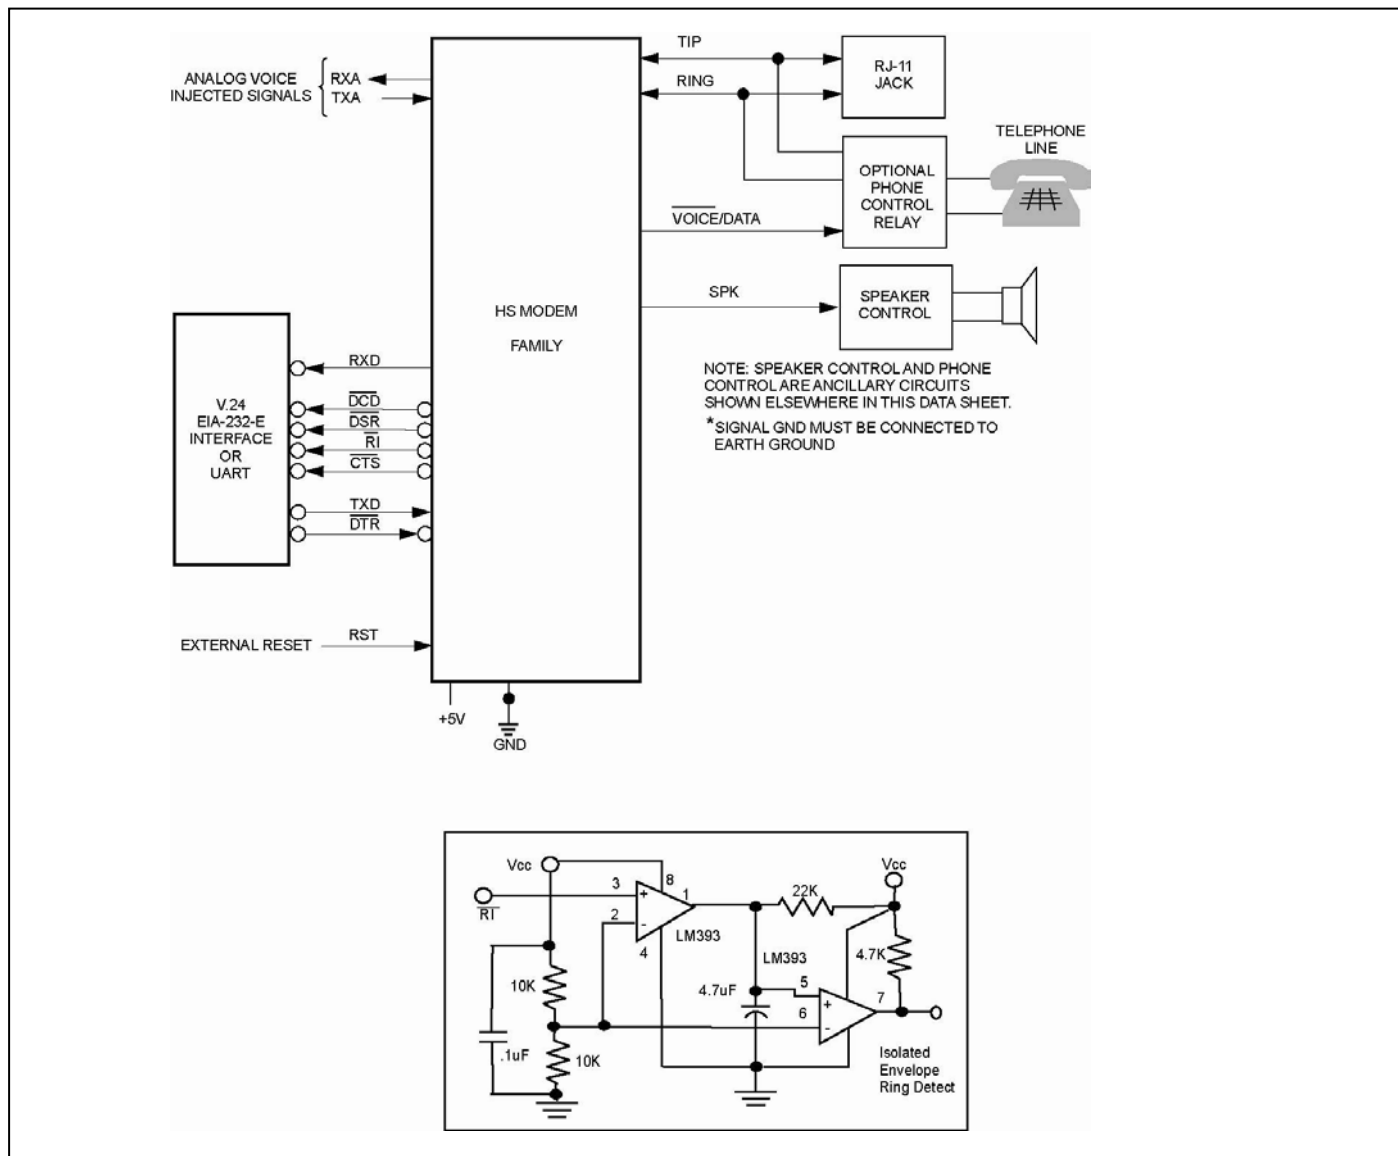 TIP
RJ-11
JACK
RING
ANALOG VOICE
INJECTED SIGNALS
RXA
TXA
TELEPHONE
LINE
OPTIONAL
PHONE
CONTROL
RELAY
VOICE/DATA
SPK
SPEAKER
CONTROL
HS MODEM
FAMILY
NOTE: SPEAKER CONTROL AND PHONE
CONTROL ARE ANCILLARY CIRCUITS
SHOWN ELSEWHERE IN THIS DATA SHEET.
*SIGNAL GND MUST BE CONNECTED TO
EARTH GROUND
V.24
EIA-232-E
INTERFACE
OR
UART
RXD
DCD
DSR
RI
CTS
TXD
DTR
EXTERNAL RESET
RST
+5V
GND
Vcc
8
3
1
RI
2
LM393
4
22K
Vcc
LM393
4.7K
10K
4.7uF
5
7
6
.1uF
10K
Isolated
Envelope
Ring Detect